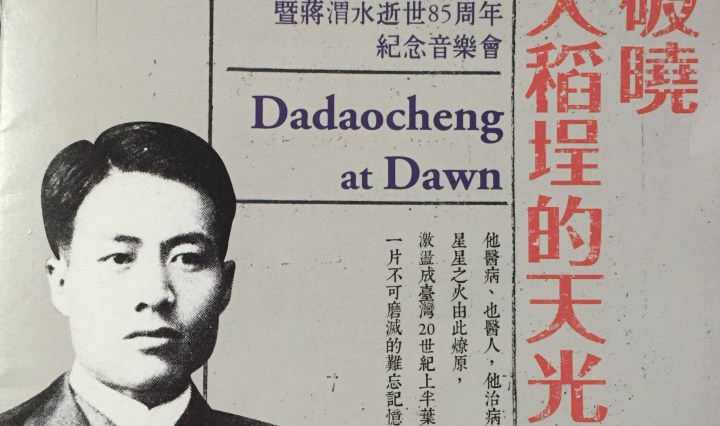 暨蔣渭水逝世85周年
紀念音樂會
Dadaocheng
at Dawn
破曉
大稻埕的天光
他醫病、也醫人,他治病
星星之火由此燎原,
激盪成臺灣20世紀上半葉
一片不可磨滅的難忘記憶